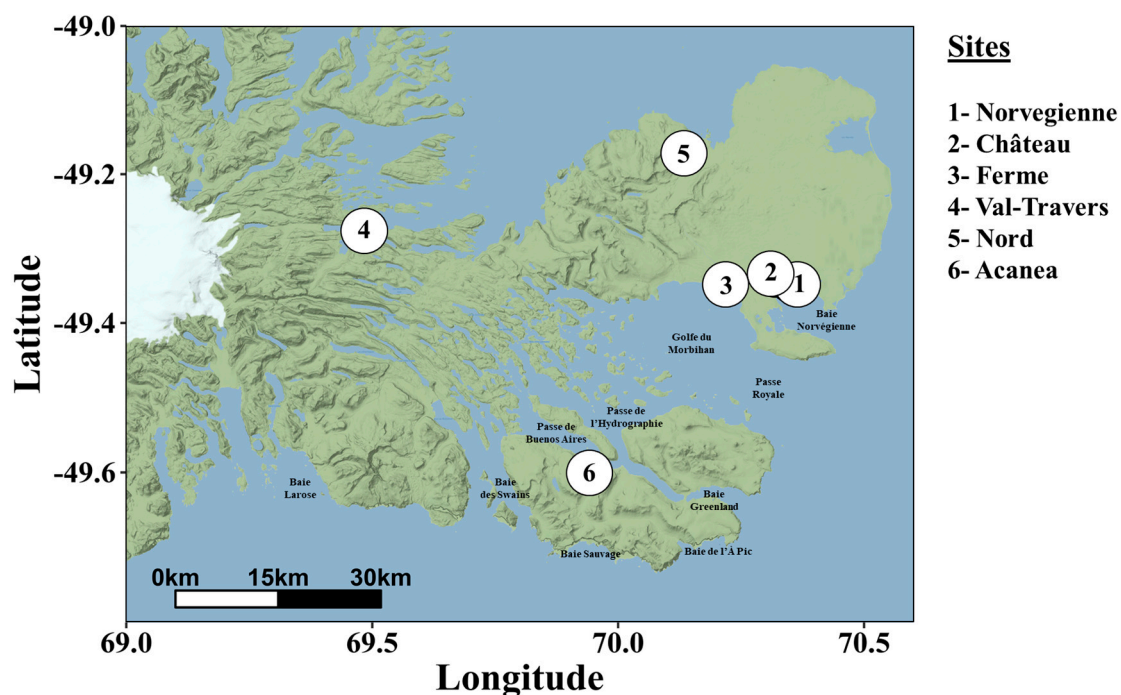 -49.0
-49.2
-49.4
-49.6
Latitude
69.0
69.5
70.0
70.5
Longitude
0km 15km 30km
1
2
3
4
5
6
Golfe du
Morbihan
Baie
Norvégienne
Passe
Royale
Passe de
l'Hydrographie
Passe de
Buenos Aires
Baie
Larose
Baie
des Swains
Baie
Greenland
Baie Sauvage
Baie de l'À Pic
Sites
1- Norvegienne
2- Château
3- Ferme
4- Val-Travers
5- Nord
6- Acanea